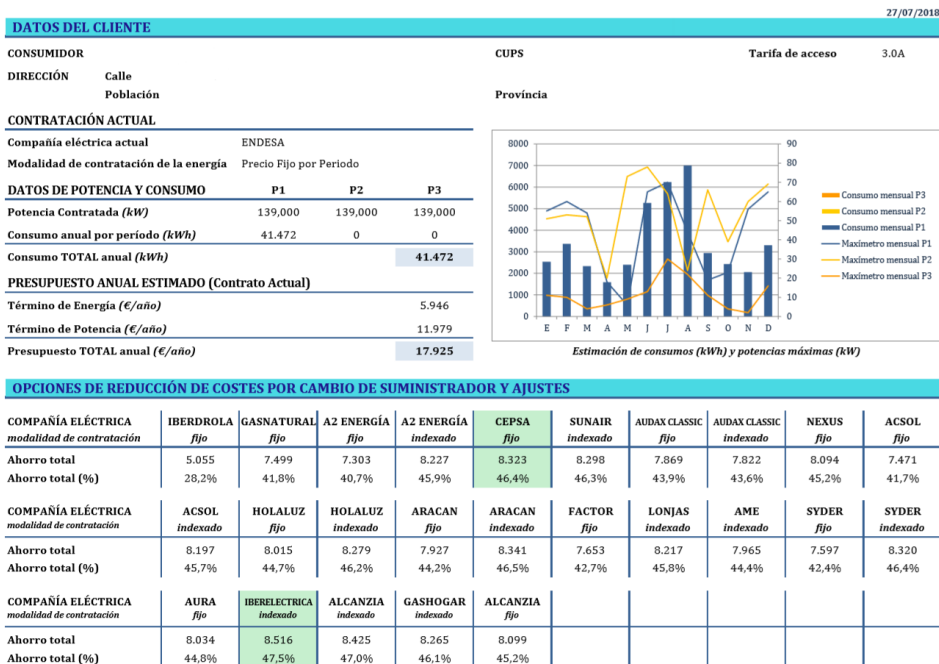 27/07/2018
DATOS DEL CLIENTE
CONSUMIDOR CUPS Tarifa de acceso 3.0A
DIRECCIÓN Calle
Población Província
CONTRATACIÓN ACTUAL
Compañía eléctrica actual ENDESA
Modalidad de contratación de la energía Precio Fijo por Periodo
DATOS DE POTENCIA Y CONSUMO P1 P2 P3
Potencia Contratada (kW) 139,000 139,000 139,000
Consumo anual por período (kWh) 41.472 0 0
Consumo TOTAL anual (kWh) 41.472
PRESUPUESTO ANUAL ESTIMADO (Contrato Actual)
Término de Energía (€/año) 5.946
Término de Potencia (€/año) 11.979
Presupuesto TOTAL anual (€/año) 17.925
8000 90
7000 80
6000 70
5000 60
4000 50
3000 40
2000 30
1000 20
0 10
0
E F M A M J J A S O N D
Consumo mensual P3
Consumo mensual P2
Consumo mensual P1
Maxímetro mensual P1
Maxímetro mensual P2
Maxímetro mensual P3
Estimación de consumos (kWh) y potencias máximas (kW)
OPCIONES DE REDUCCIÓN DE COSTES POR CAMBIO DE SUMINISTRADOR Y AJUSTES
COMPAÑÍA ELÉCTRICA IBERDROLA GASNATURAL A2 ENERGÍA A2 ENERGÍA CEPSA SUNAIR AUDAX CLASSIC AUDAX CLASSIC NEXUS ACSOL
modalidad de contratación fijo fijo fijo indexado fijo indexado fijo indexado fijo fijo
Ahorro total 5.055 7.499 7.303 8.227 8.323 8.298 7.869 7.822 8.094 7.471
Ahorro total (%) 28,2% 41,8% 40,7% 45,9% 46,4% 46,3% 43,9% 43,6% 45,2% 41,7%
COMPAÑÍA ELÉCTRICA ACSOL HOLALUZ HOLALUZ ARACAN ARACAN FACTOR LONJAS AME SYDER SYDER
modalidad de contratación indexado fijo indexado fijo indexado fijo indexado indexado fijo indexado
Ahorro total 8.197 8.015 8.279 7.927 8.341 7.653 8.217 7.965 7.597 8.320
Ahorro total (%) 45,7% 44,7% 46,2% 44,2% 46,5% 42,7% 45,8% 44,4% 42,4% 46,4%
COMPAÑÍA ELÉCTRICA AURA IBERELECTRICA ALCANZIA GASHOGAR ALCANZIA
modalidad de contratación fijo indexado indexado indexado fijo
Ahorro total 8.034 8.516 8.425 8.265 8.099
Ahorro total (%) 44,8% 47,5% 47,0% 46,1% 45,2%